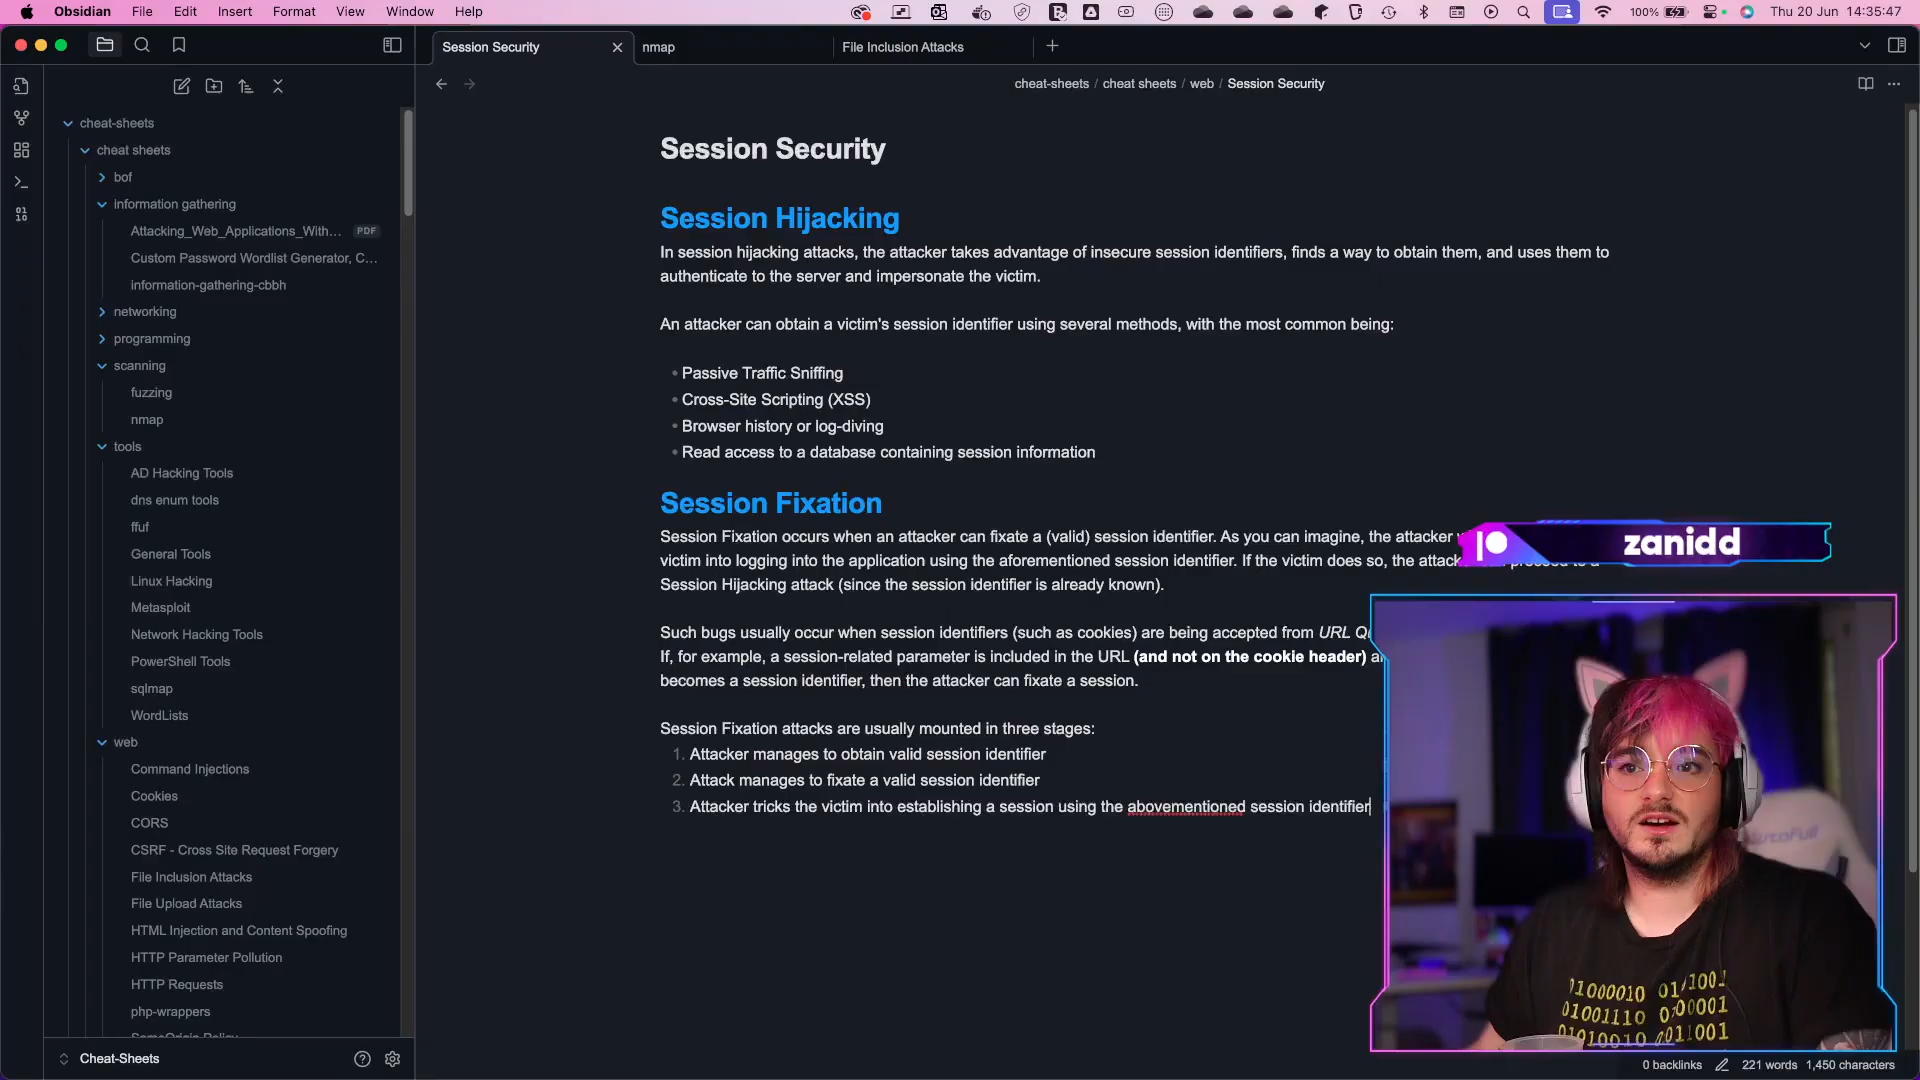 Obsidian File Edit Insert Format View Window Help 100% Thu 20 Jun 14:35:47
Session Security nmap File Inclusion Attacks
cheat-sheets / cheat sheets / web / Session Security
cheat-sheets
cheat sheets
bof
information gathering
Attacking_Web_Applications_With... PDF
Custom Password Wordlist Generator, C...
information-gathering-cbbh
networking
programming
scanning
fuzzing
nmap
tools
AD Hacking Tools
dns enum tools
ffuf
General Tools
Linux Hacking
Metasploit
Network Hacking Tools
PowerShell Tools
sqlmap
WordLists
web
Command Injections
Cookies
CORS
CSRF - Cross Site Request Forgery
File Inclusion Attacks
File Upload Attacks
HTML Injection and Content Spoofing
HTTP Parameter Pollution
HTTP Requests
php-wrappers
Cheat-Sheets
Session Security
Session Hijacking
In session hijacking attacks, the attacker takes advantage of insecure session identifiers, finds a way to obtain them, and uses them to
authenticate to the server and impersonate the victim.
An attacker can obtain a victim's session identifier using several methods, with the most common being:
• Passive Traffic Sniffing
• Cross-Site Scripting (XSS)
• Browser history or log-diving
• Read access to a database containing session information
Session Fixation
Session Fixation occurs when an attacker can fixate a (valid) session identifier. As you can imagine, the attacker
victim into logging into the application using the aforementioned session identifier. If the victim does so, the attac
Session Hijacking attack (since the session identifier is already known).
Such bugs usually occur when session identifiers (such as cookies) are being accepted from URL
If, for example, a session-related parameter is included in the URL (and not on the cookie header)
becomes a session identifier, then the attacker can fixate a session.
Session Fixation attacks are usually mounted in three stages:
1. Attacker manages to obtain valid session identifier
2. Attack manages to fixate a valid session identifier
3. Attacker tricks the victim into establishing a session using the abovementioned session identifier
zanidd
0 backlinks 221 words 1,450 characters